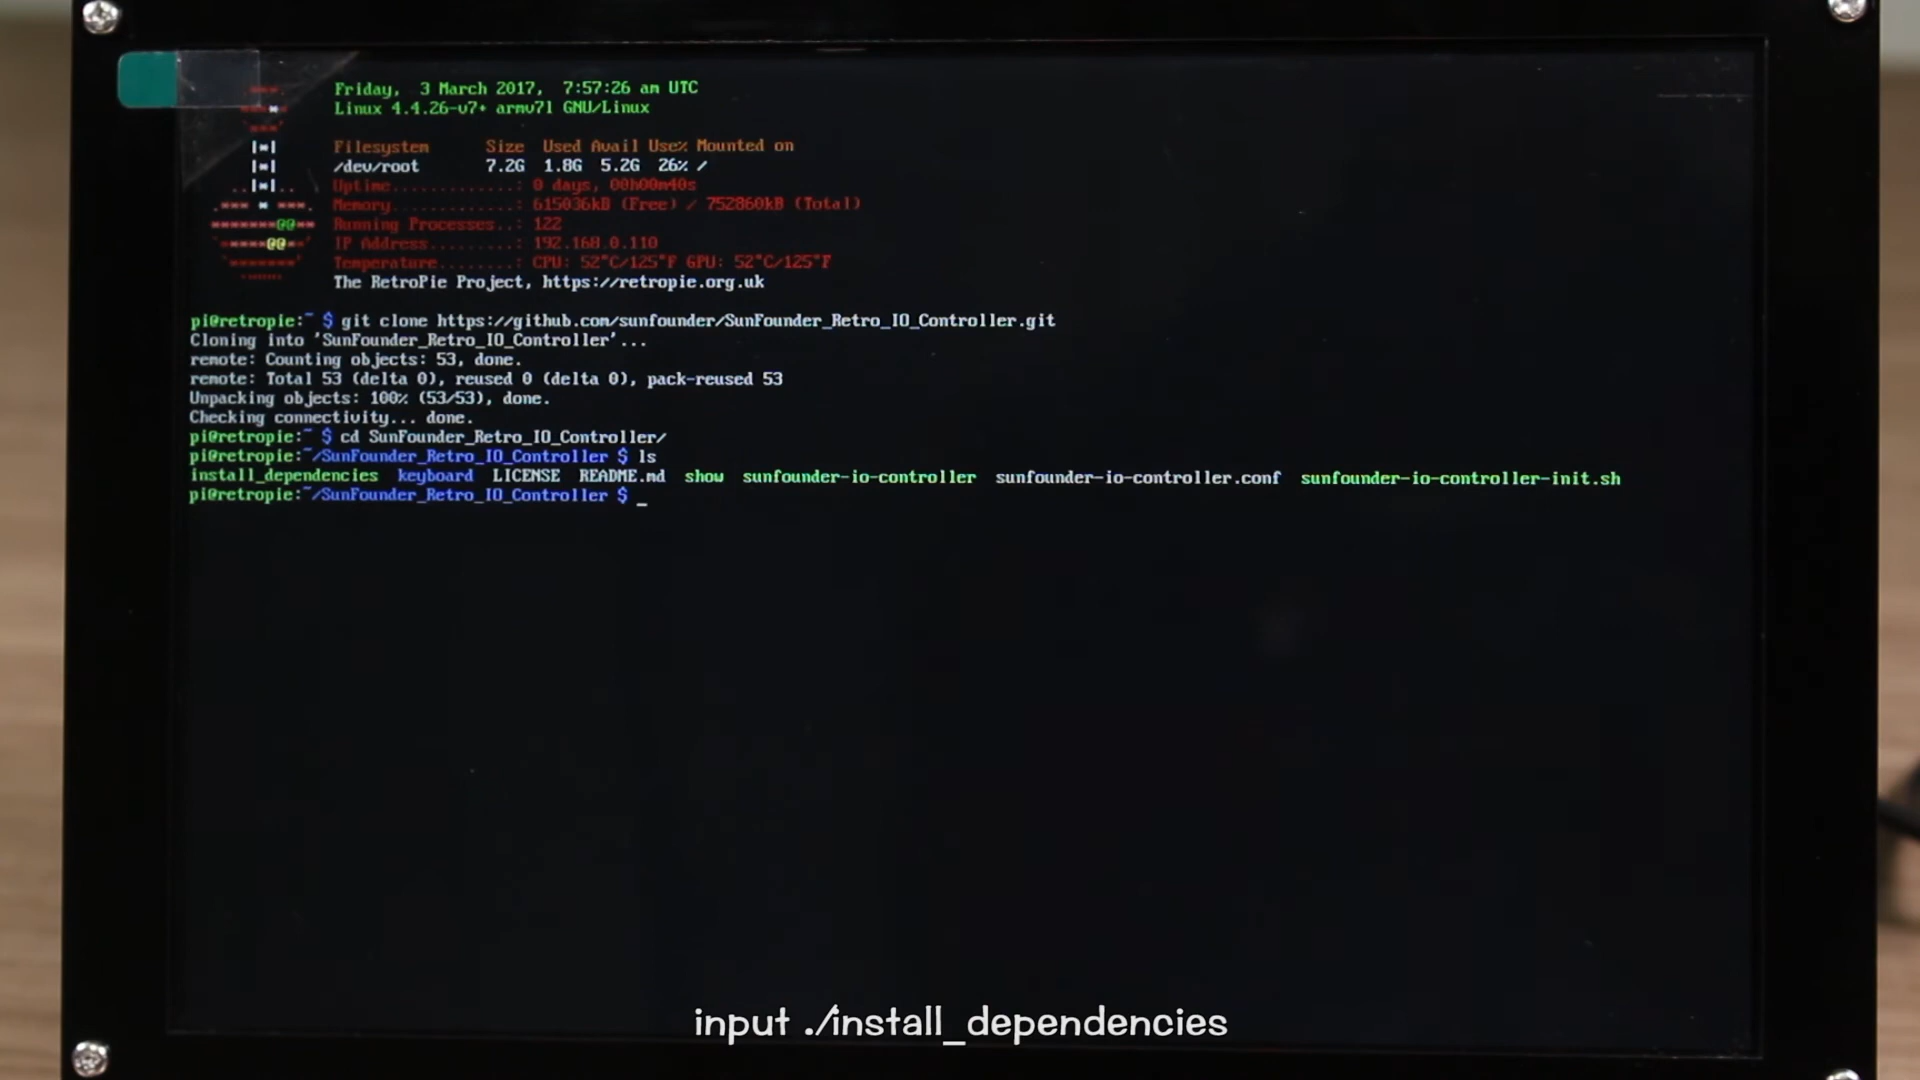 Friday,  3 March 2017,  7:57:26 am UTC
Linux 4.4.26-v7+ armv7l GNU/Linux
Filesystem      Size  Used Avail Use% Mounted on
/dev/root       7.2G  1.8G  5.2G  26% /
Uptime.............: 0 days, 00h00m40s
Memory.............: 615036kB (Free) / 752860kB (Total)
Running Processes..: 122
IP Address.........: 192.168.0.110
Temperature........: CPU: 52°C/125°F GPU: 52°C/125°F
The RetroPie Project, https://retropie.org.uk
pi@retropie:~ $ git clone https://github.com/sunfounder/SunFounder_Retro_IO_Controller.git
Cloning into 'SunFounder_Retro_IO_Controller'...
remote: Counting objects: 53, done.
remote: Total 53 (delta 0), reused 0 (delta 0), pack-reused 53
Unpacking objects: 100% (53/53), done.
Checking connectivity... done.
pi@retropie:~ $ cd SunFounder_Retro_IO_Controller/
pi@retropie:~/SunFounder_Retro_IO_Controller $ ls
install_dependencies  keyboard  LICENSE  README.md  show  sunfounder-io-controller  sunfounder-io-controller.conf  sunfounder-io-controller-init.sh
pi@retropie:~/SunFounder_Retro_IO_Controller $ _
input ./install_dependencies